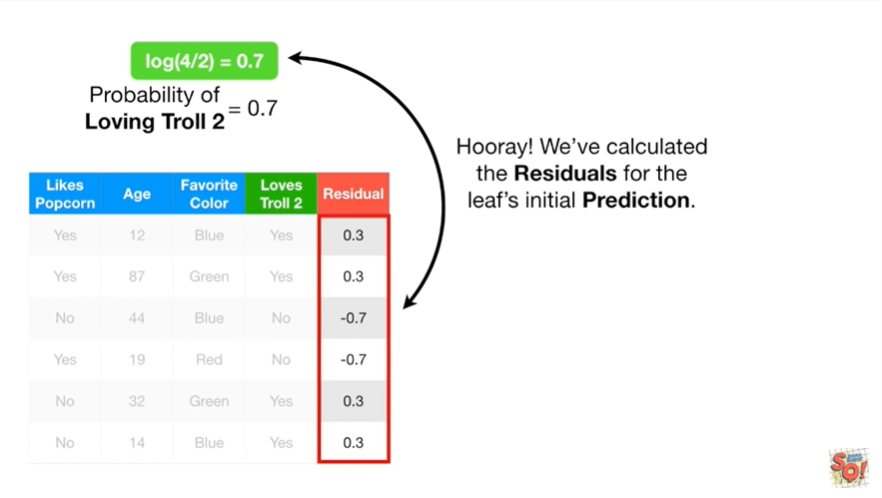 log(4/2) = 0.7
Probability of
Loving Troll 2 = 0.7
Hooray! We've calculated
the Residuals for the
leaf's initial Prediction.
Likes Popcorn Age Favorite Color Loves Troll 2 Residual
Yes 12 Blue Yes 0.3
Yes 87 Green Yes 0.3
No 44 Blue No -0.7
Yes 19 Red No -0.7
No 32 Green Yes 0.3
No 14 Blue Yes 0.3
SQ!